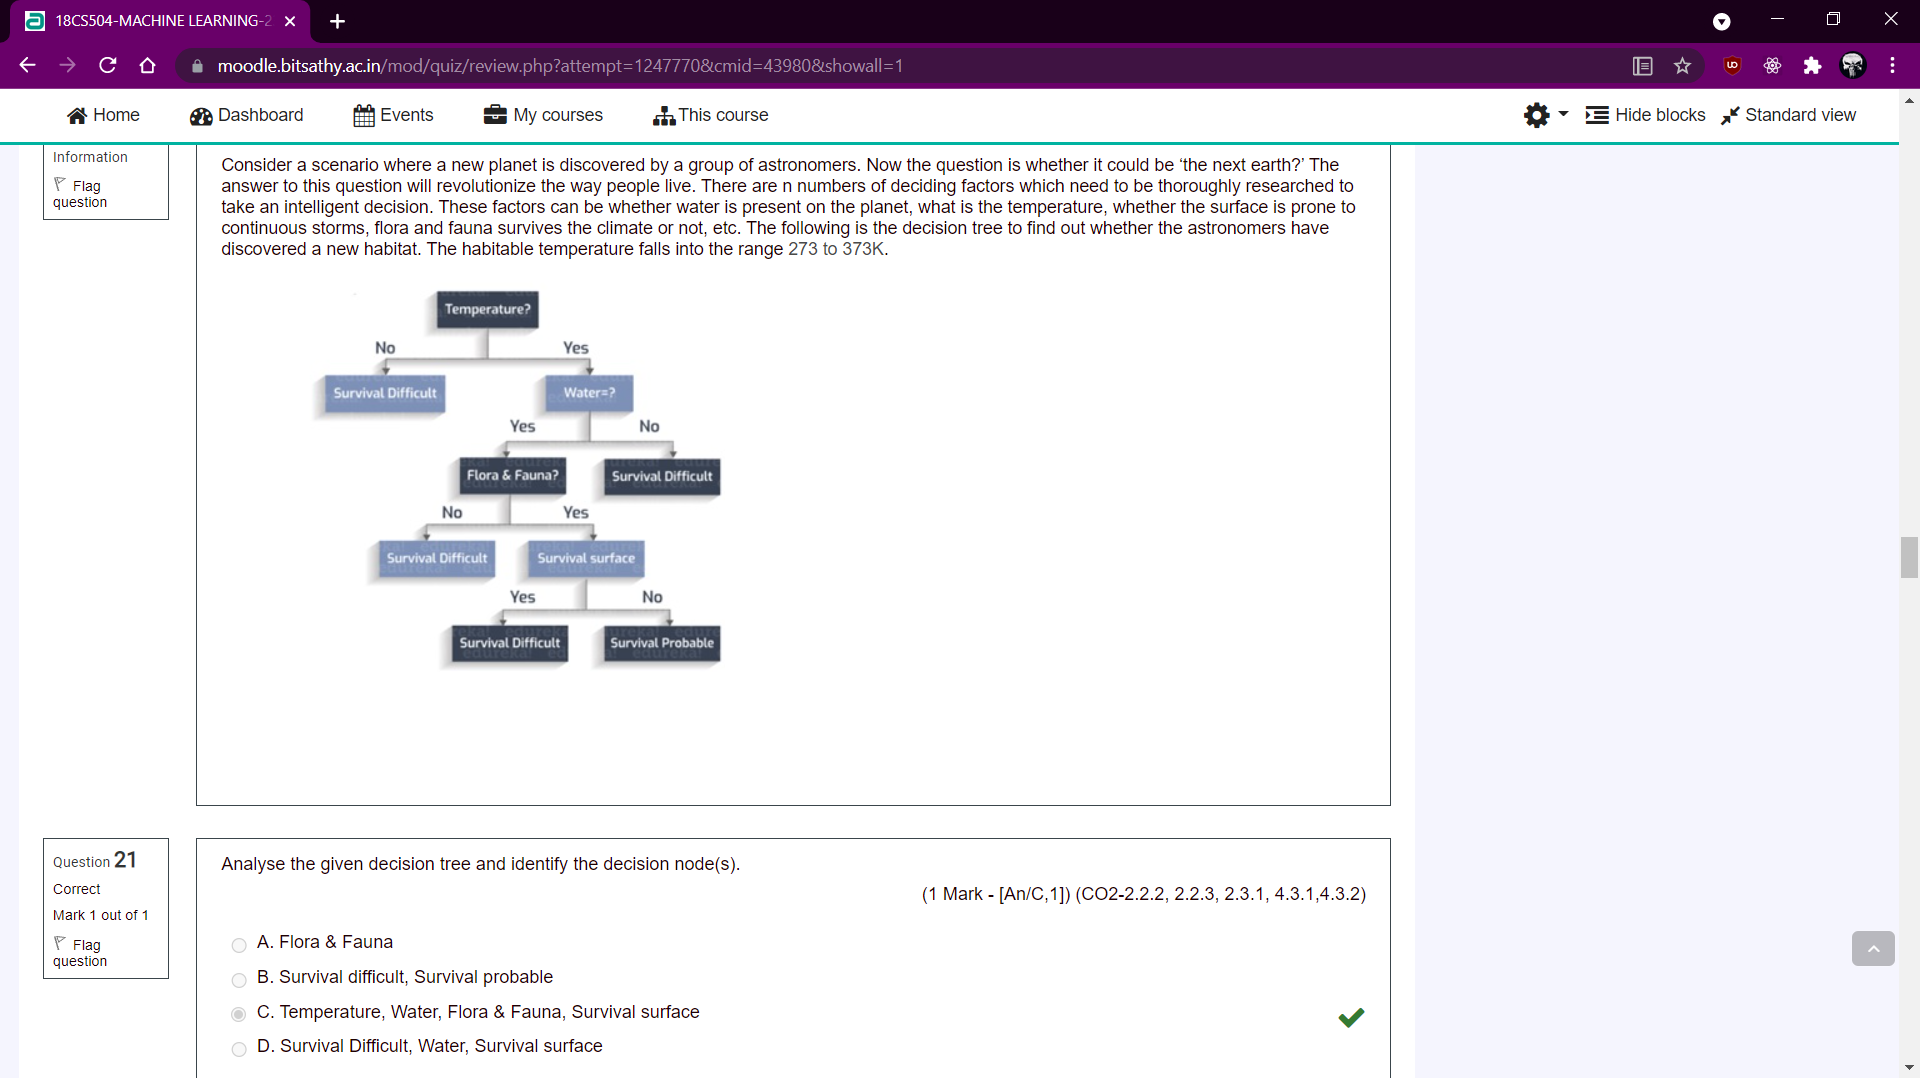 18CS504-MACHINE LEARNING-2
moodle.bitsathy.ac.in/mod/quiz/review.php?attempt=1247770&cmid=43980&showall=1
Home
Dashboard
Events
My courses
This course
Hide blocks
Standard view
Information
Flag
question
Consider a scenario where a new planet is discovered by a group of astronomers. Now the question is whether it could be ‘the next earth?’ The
answer to this question will revolutionize the way people live. There are n numbers of deciding factors which need to be thoroughly researched to
take an intelligent decision. These factors can be whether water is present on the planet, what is the temperature, whether the surface is prone to
continuous storms, flora and fauna survives the climate or not, etc. The following is the decision tree to find out whether the astronomers have
discovered a new habitat. The habitable temperature falls into the range 273 to 373K.
Temperature?
No Yes
Survival Difficult Water=?
Yes No
Flora & Fauna? Survival Difficult
No Yes
Survival Difficult Survival surface
Yes No
Survival Difficult Survival Probable
Question 21
Correct
Mark 1 out of 1
Flag
question
Analyse the given decision tree and identify the decision node(s).
(1 Mark - [An/C,1]) (CO2-2.2.2, 2.2.3, 2.3.1, 4.3.1,4.3.2)
A. Flora & Fauna
B. Survival difficult, Survival probable
C. Temperature, Water, Flora & Fauna, Survival surface
D. Survival Difficult, Water, Survival surface